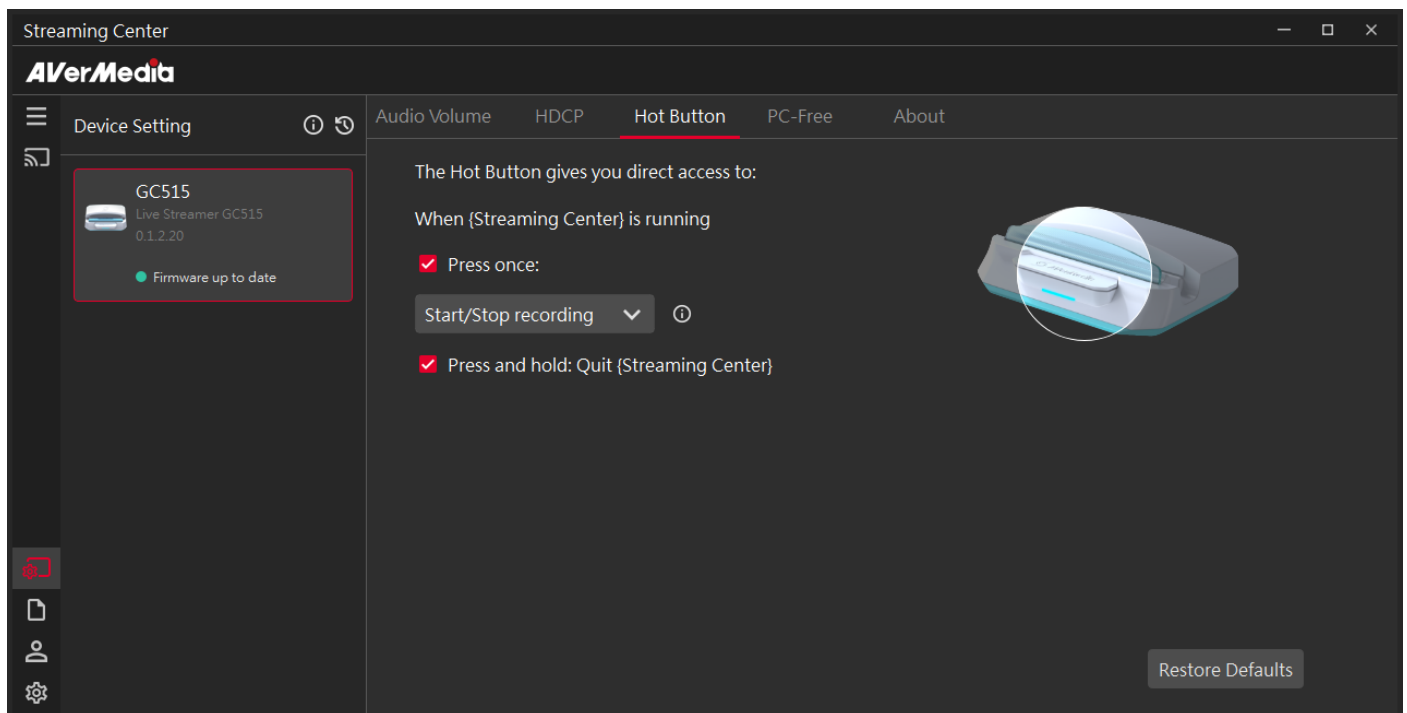 Streaming Center
AVerMedia
Device Setting
Audio Volume HDCP Hot Button PC-Free About
GC515
Live Streamer GC515
0.1.2.20
Firmware up to date
The Hot Button gives you direct access to:
When {Streaming Center} is running
Press once:
Start/Stop recording
Press and hold: Quit {Streaming Center}
Restore Defaults